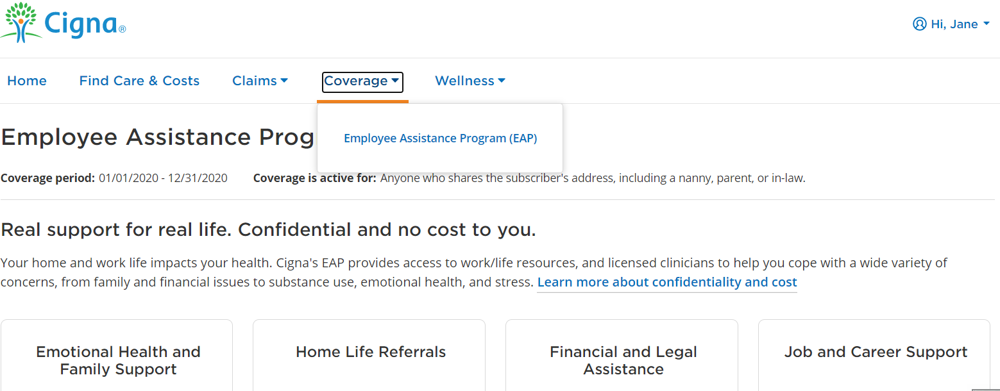 Cigna®
Hi, Jane
Home Find Care & Costs Claims Coverage Wellness
Employee Assistance Program (EAP)
Employee Assistance Prog
Coverage period: 01/01/2020 - 12/31/2020 Coverage is active for: Anyone who shares the subscriber's address, including a nanny, parent, or in-law.
Real support for real life. Confidential and no cost to you.
Your home and work life impacts your health. Cigna's EAP provides access to work/life resources, and licensed clinicians to help you cope with a wide variety of
concerns, from family and financial issues to substance use, emotional health, and stress. Learn more about confidentiality and cost
Emotional Health and
Family Support
Home Life Referrals
Financial and Legal
Assistance
Job and Career Support